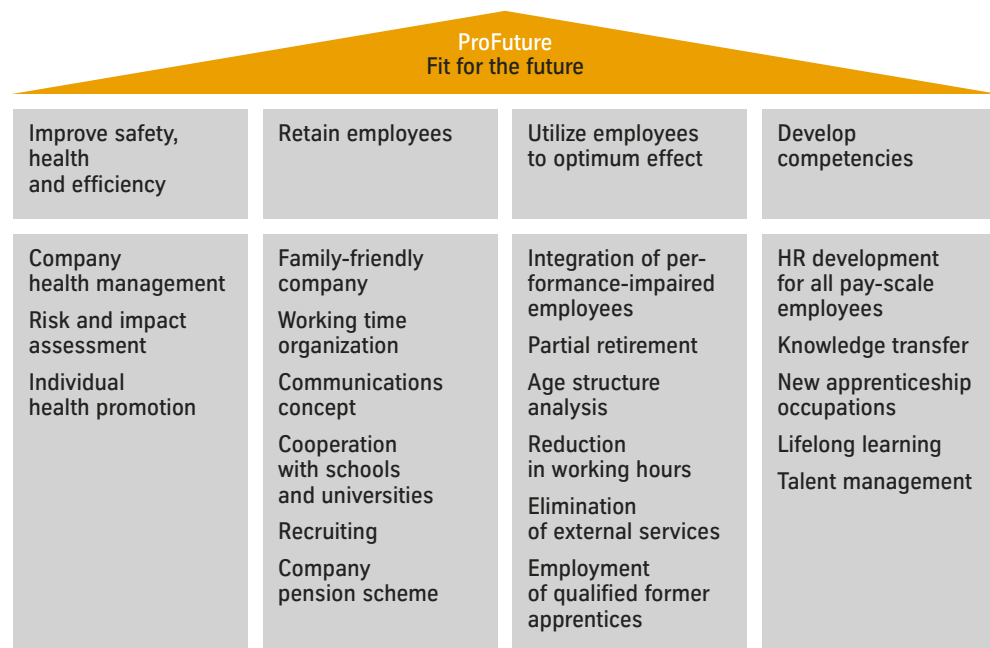 ProFuture
Fit for the future
Improve safety,
health
and efficiency
Retain employees
Utilize employees
to optimum effect
Develop
competencies
Company
health management
Risk and impact
assessment
Individual
health promotion
Family-friendly
company
Working time
organization
Communications
concept
Cooperation
with schools
and universities
Recruiting
Company
pension scheme
Integration of per-
formance-impaired
employees
Partial retirement
Age structure
analysis
Reduction
in working hours
Elimination
of external services
Employment
of qualified former
apprentices
HR development
for all pay-scale
employees
Knowledge transfer
New apprenticeship
occupations
Lifelong learning
Talent management